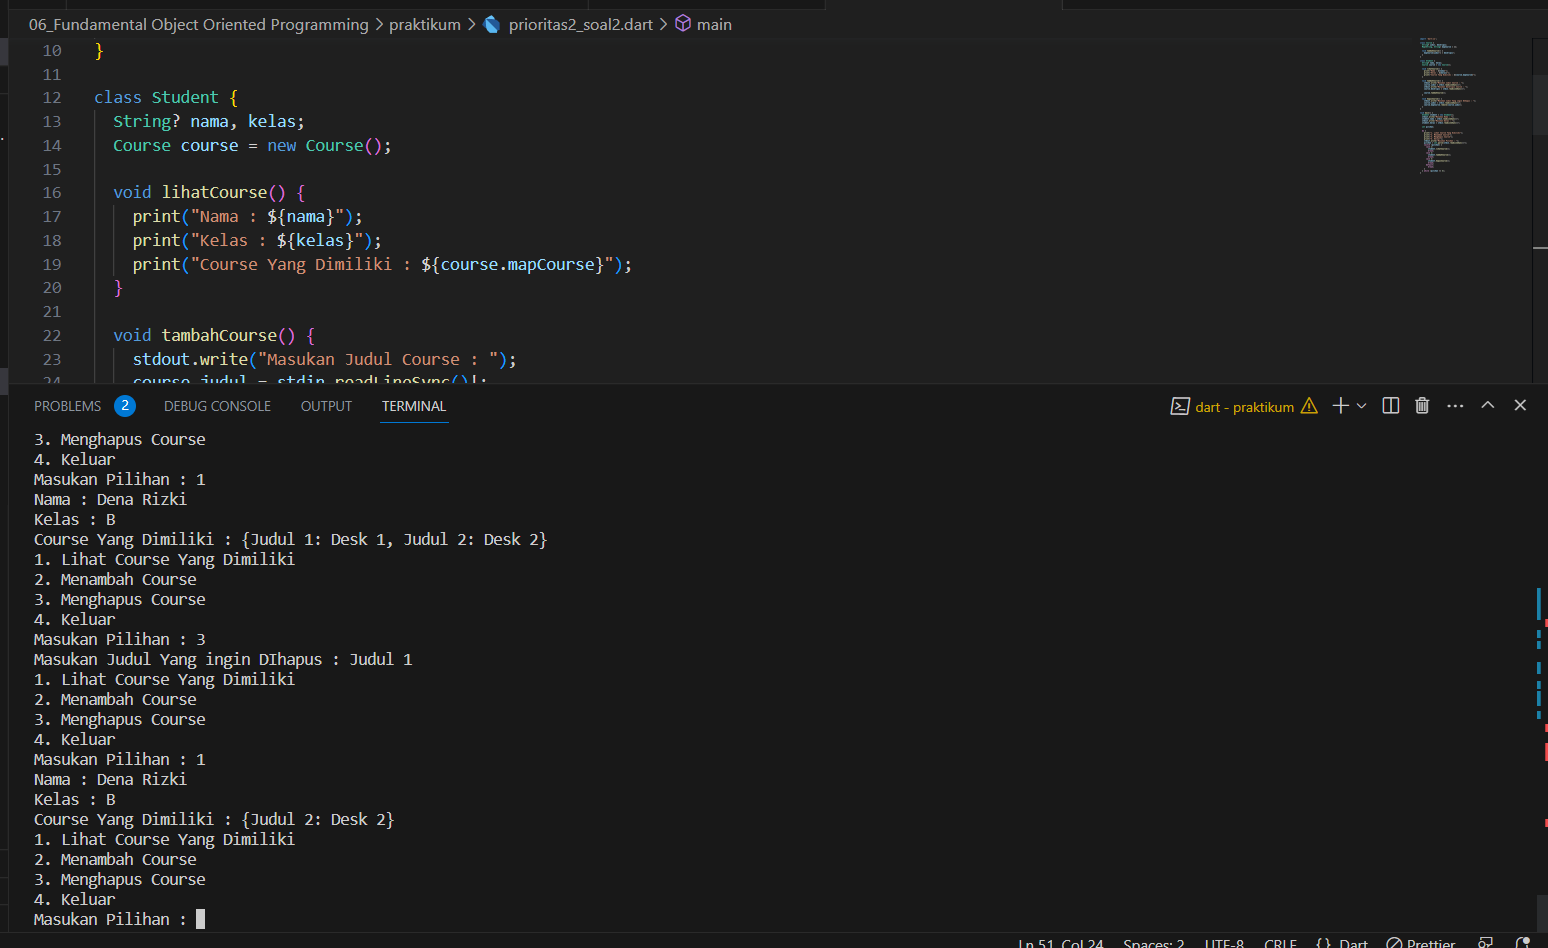 06_Fundamental Object Oriented Programming > praktikum > prioritas2_soal2.dart > main
10 }
11
12 class Student {
13 String? nama, kelas;
14 Course course = new Course();
15
16 void lihatCourse() {
17 print("Nama : ${nama}");
18 print("Kelas : ${kelas}");
19 print("Course Yang Dimiliki : ${course.mapCourse}");
20 }
21
22 void tambahCourse() {
23 stdout.write("Masukan Judul Course : ");
24 course.judul = stdin.readLineSync()!;
PROBLEMS 2 DEBUG CONSOLE OUTPUT TERMINAL dart - praktikum
3. Menghapus Course
4. Keluar
Masukan Pilihan : 1
Nama : Dena Rizki
Kelas : B
Course Yang Dimiliki : {Judul 1: Desk 1, Judul 2: Desk 2}
1. Lihat Course Yang Dimiliki
2. Menambah Course
3. Menghapus Course
4. Keluar
Masukan Pilihan : 3
Masukan Judul Yang ingin DIhapus : Judul 1
1. Lihat Course Yang Dimiliki
2. Menambah Course
3. Menghapus Course
4. Keluar
Masukan Pilihan : 1
Nama : Dena Rizki
Kelas : B
Course Yang Dimiliki : {Judul 2: Desk 2}
1. Lihat Course Yang Dimiliki
2. Menambah Course
3. Menghapus Course
4. Keluar
Masukan Pilihan :
Ln 51, Col 24 Spaces: 2 UTF-8 CRLF {} Dart Prettier